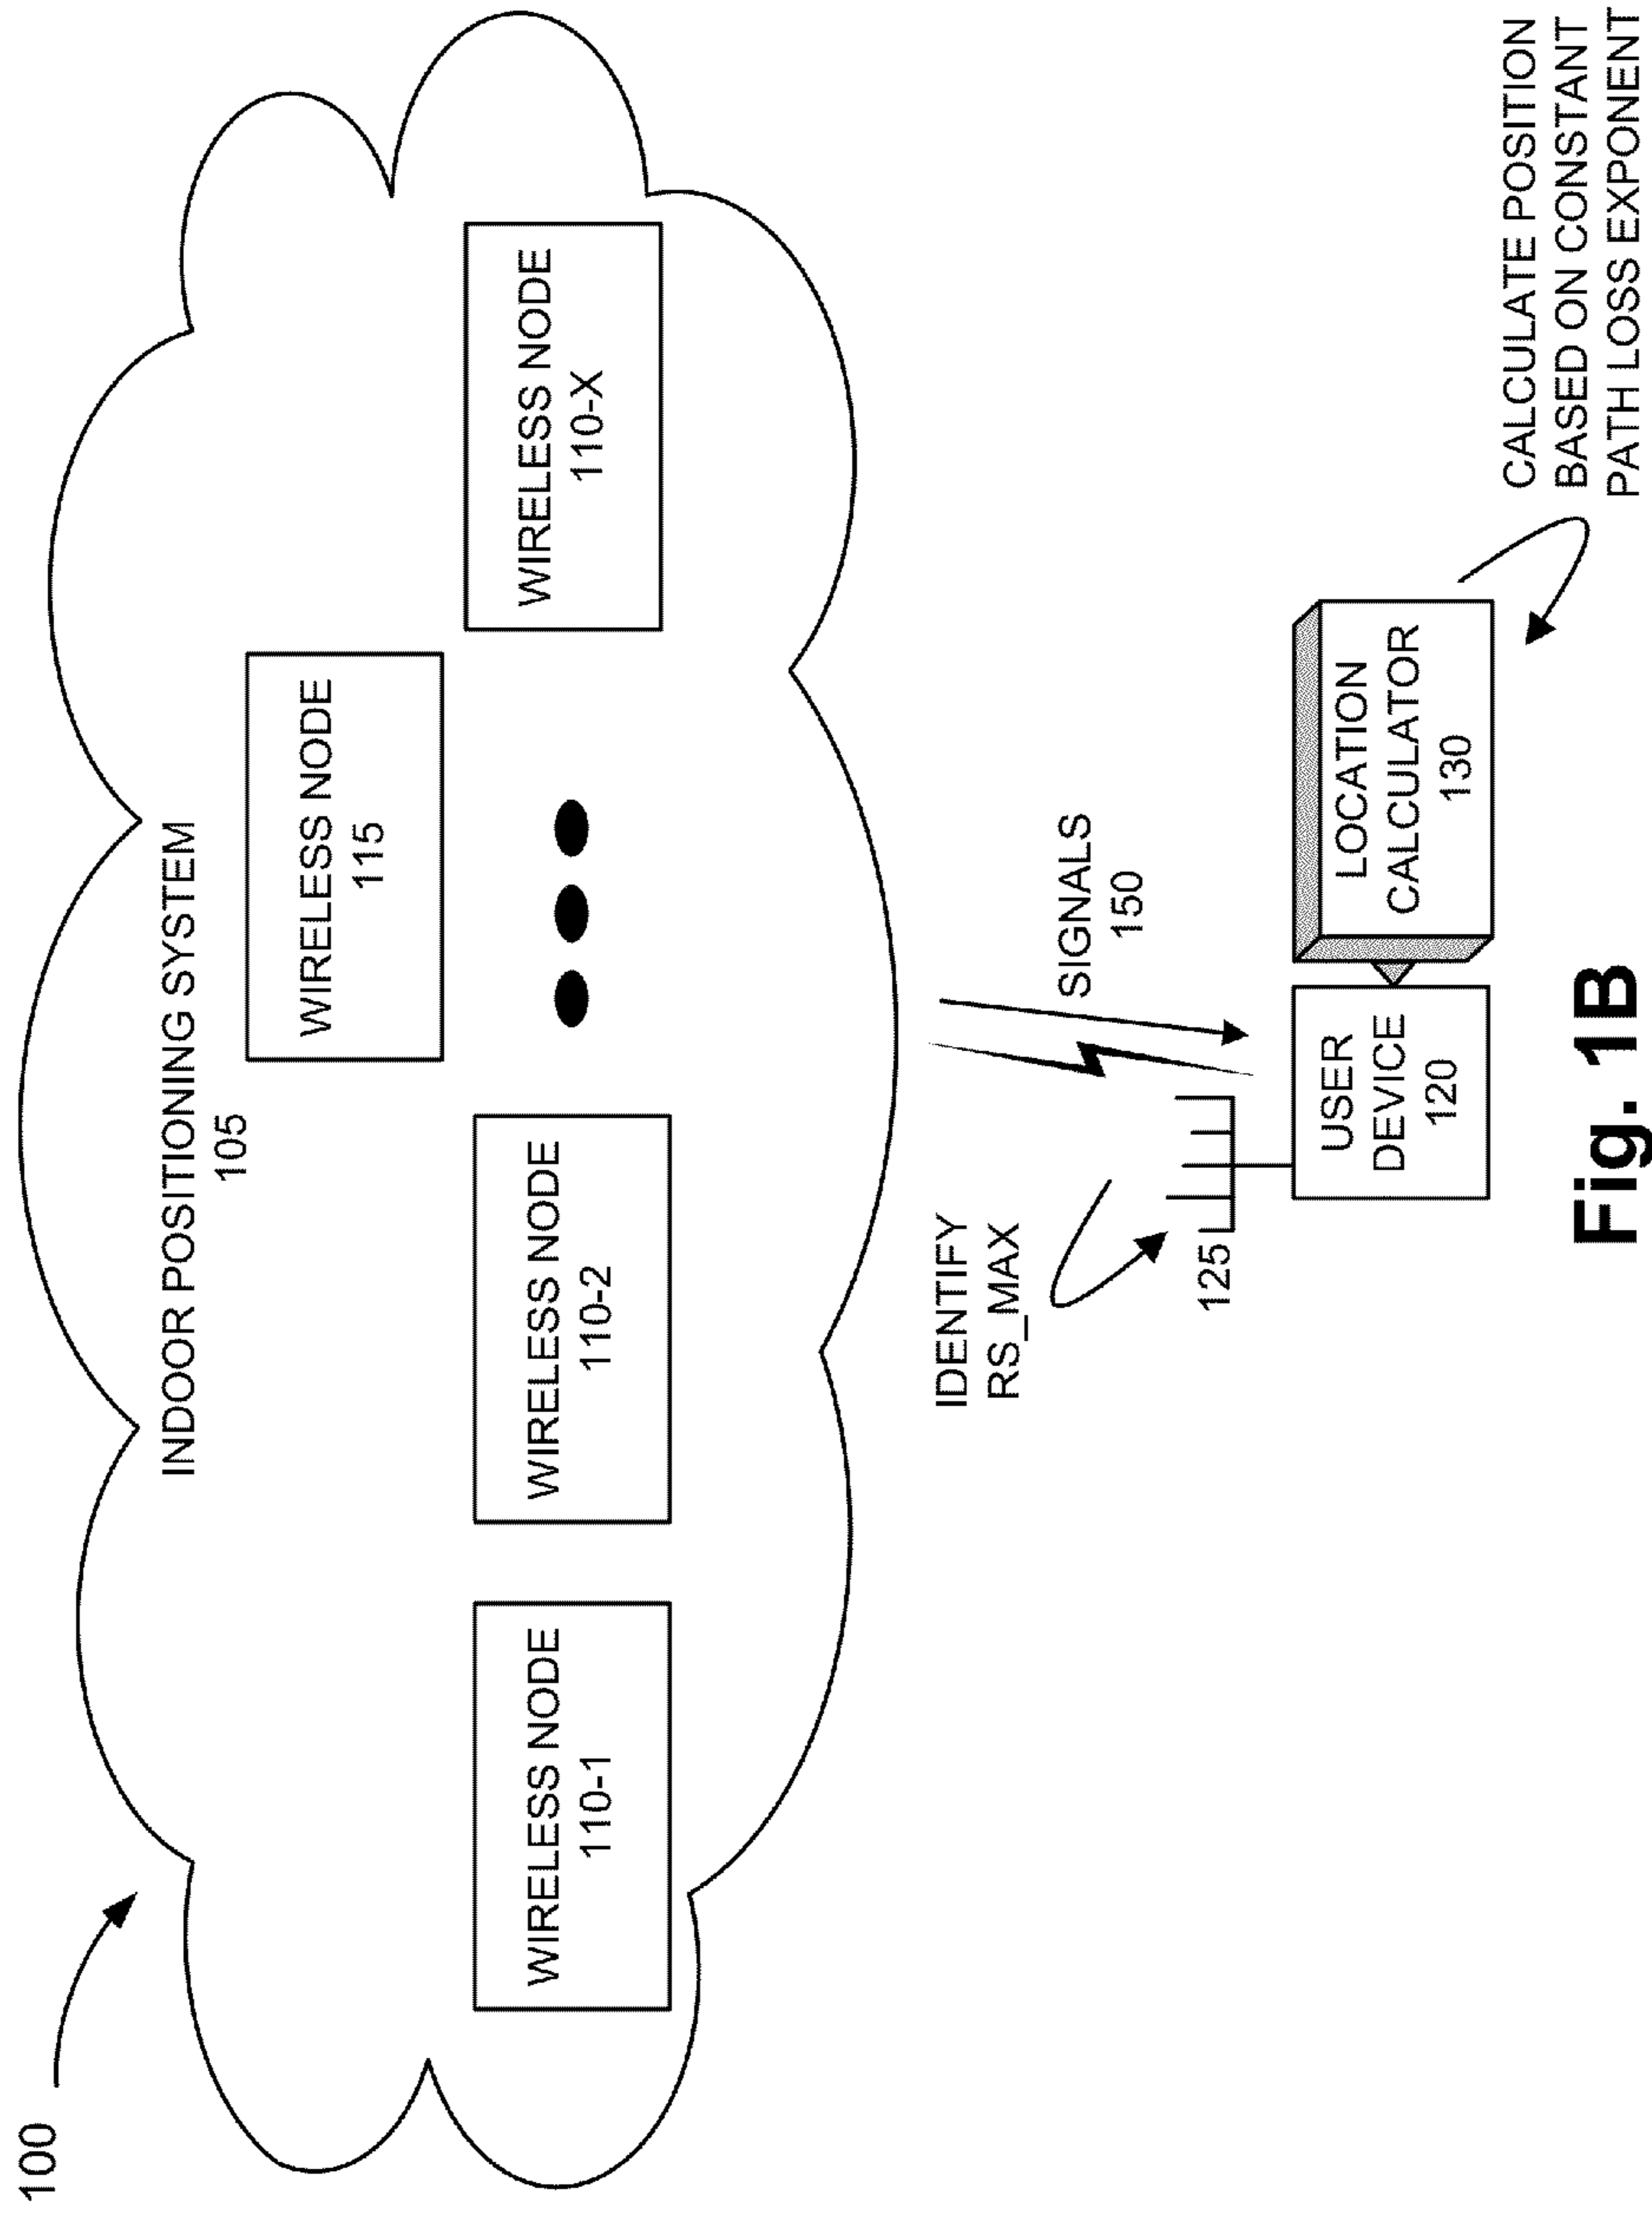 100
INDOOR POSITIONING SYSTEM
105
WIRELESS NODE
115
WIRELESS NODE
110-1
WIRELESS NODE
110-2
WIRELESS NODE
110-X
IDENTIFY
RS_MAX
125
SIGNALS
150
USER
DEVICE
120
LOCATION
CALCULATOR
130
CALCULATE POSITION
BASED ON CONSTANT
PATH LOSS EXPONENT
Fig. 1B